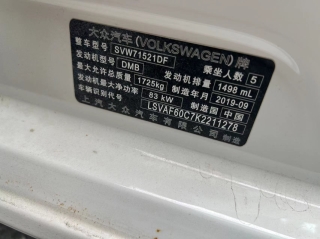 大众汽车(VOLKSWAGEN)牌
整车型号 SVW71521DF 乘坐人数 5
发动机型号 DMB 发动机排量 1498 mL
最大允许总质量 1725kg 制造年月 2019-09
发动机额定功率 83 kW 制造国 中国
车辆识别代号 LSVAF60C7K2211278
上汽大众汽车有限公司 制造